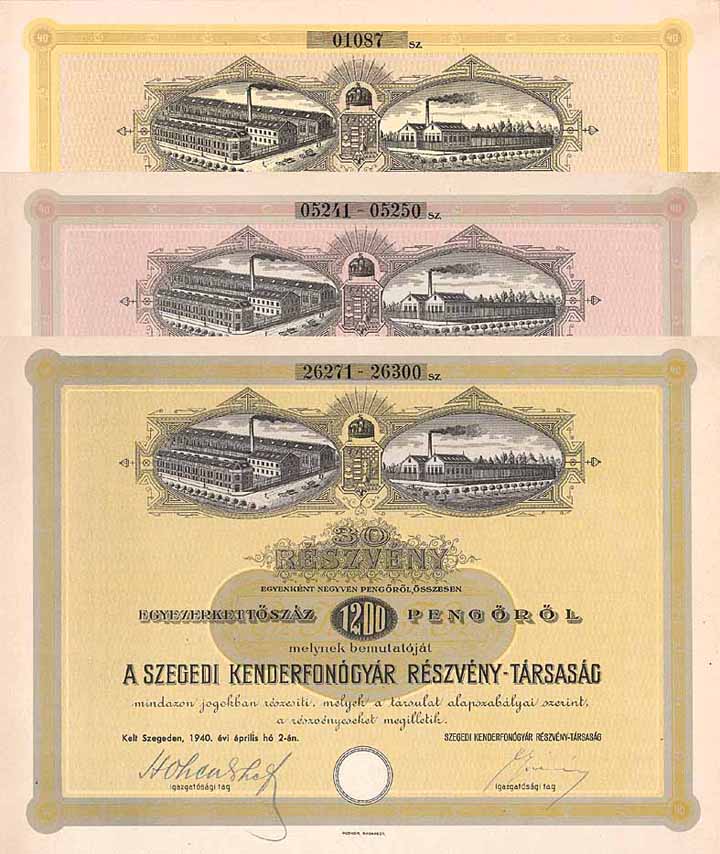 01087 SZ.
05241 - 05250 SZ.
26271 - 26300 SZ.
30
RÉSZVÉNY
EGYENKÉNT NEGYVEN PENGŐRŐL, ÖSSZESEN
EGYEZERKETTŐSZÁZ 1200 PENGŐRŐL
melynek bemutatóját
A SZEGEDI KENDERFONÓGYÁR RÉSZVÉNY-TÁRSASÁG
mindazon jogokban részesiti, melyek a társulat alapszabályai szerint,
a részvényeseket megilletik.
Kelt Szegeden, 1940. évi április hó 2-án. SZEGEDI KENDERFONÓGYÁR RÉSZVÉNY-TÁRSASÁG
igazgatósági tag igazgatósági tag